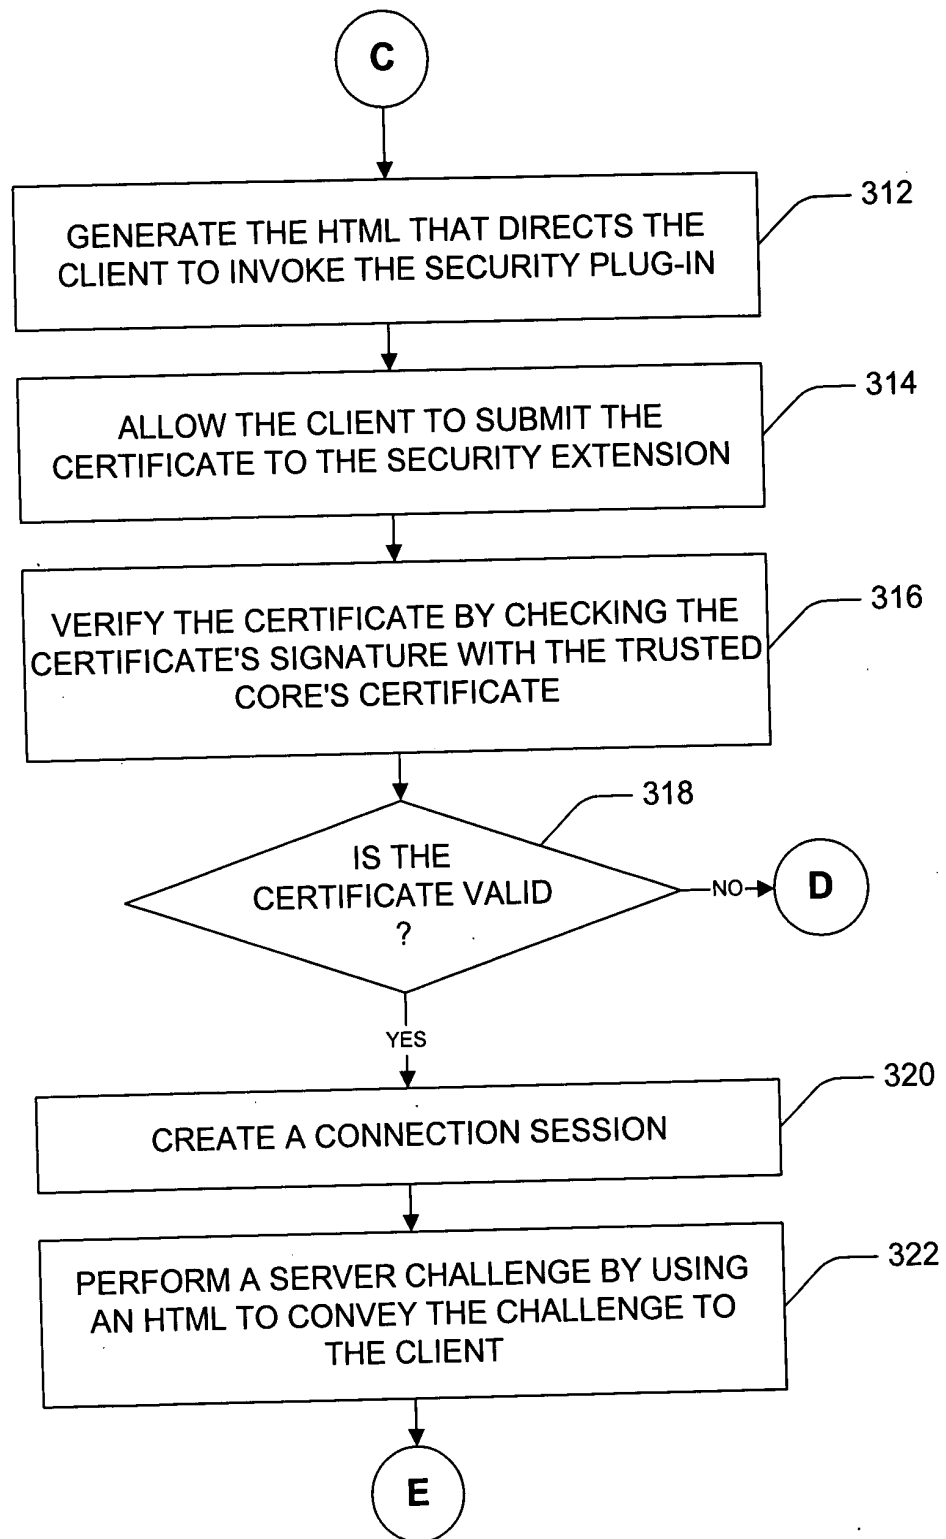 C
GENERATE THE HTML THAT DIRECTS THE
CLIENT TO INVOKE THE SECURITY PLUG-IN
312
ALLOW THE CLIENT TO SUBMIT THE
CERTIFICATE TO THE SECURITY EXTENSION
314
VERIFY THE CERTIFICATE BY CHECKING THE
CERTIFICATE'S SIGNATURE WITH THE TRUSTED
CORE'S CERTIFICATE
316
IS THE
CERTIFICATE VALID
?
318
NO
D
YES
CREATE A CONNECTION SESSION
320
PERFORM A SERVER CHALLENGE BY USING
AN HTML TO CONVEY THE CHALLENGE TO
THE CLIENT
322
E